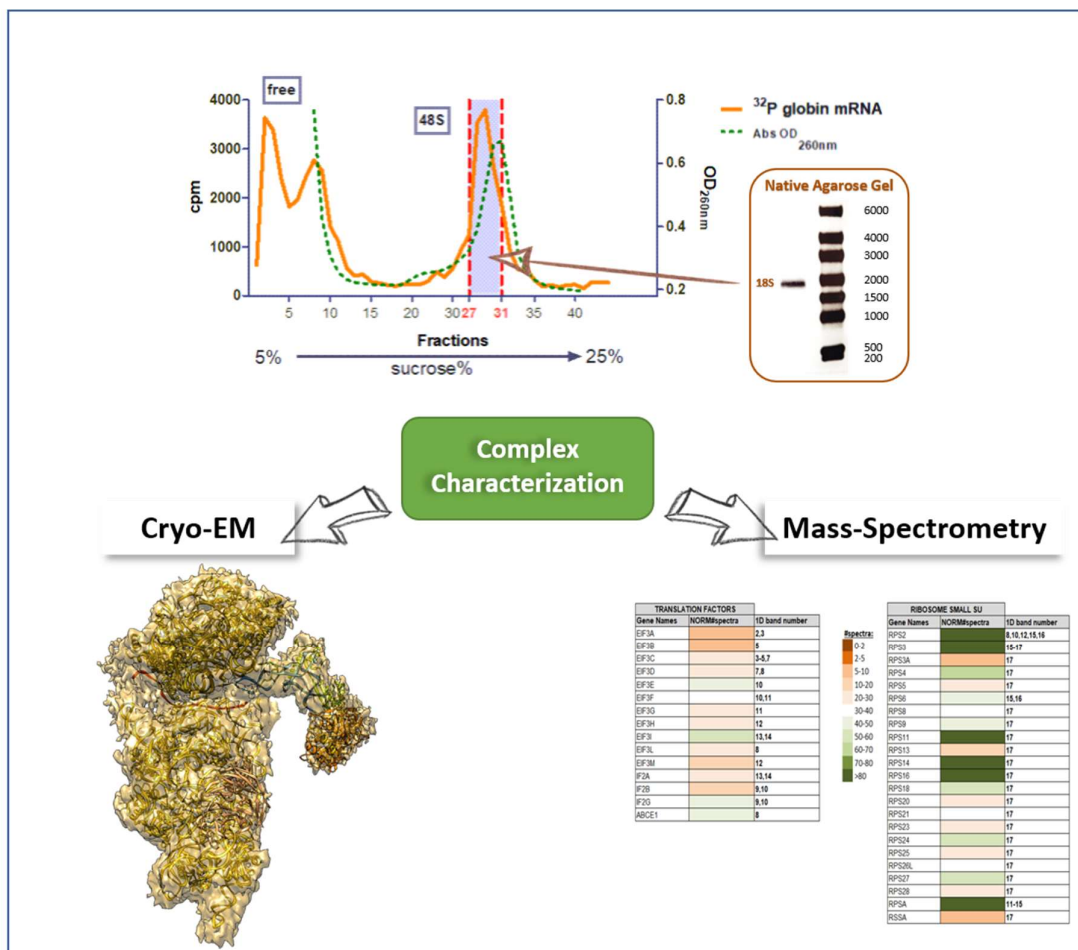 free
48S
4000
3000
2000
1000
0
cpm
0.8
0.6
0.4
0.2
OD260nm
5 10 15 20 30 27 31 35 40
Fractions
5% 25%
sucrose%
32P globin mRNA
Abs OD 260nm
Native Agarose Gel
18S
6000
4000
3000
2000
1500
1000
500
200
Complex
Characterization
Cryo-EM
Mass-Spectrometry
TRANSLATION FACTORS
Gene Names NORM#spectra 1D band number
EIF3A 2,3
EIF3B 5
EIF3C 3-5,7
EIF3D 7,8
EIF3E 10
EIF3F 10,11
EIF3G 11
EIF3H 12
EIF3I 13,14
EIF3L 8
EIF3M 12
IF2A 13,14
IF2B 9,10
IF2G 9,10
ABCE1 8
#spectra:
0-2
2-5
5-10
10-20
20-30
30-40
40-50
50-60
60-70
70-80
>80
RIBOSOME SMALL SU
Gene Names NORM#spectra 1D band number
RPS2 8,10,12,15,16
RPS3 15-17
RPS3A 17
RPS4 17
RPS5 17
RPS6 15,16
RPS8 17
RPS9 17
RPS11 17
RPS13 17
RPS14 17
RPS16 17
RPS18 17
RPS20 17
RPS21 17
RPS23 17
RPS24 17
RPS25 17
RPS26L 17
RPS27 17
RPS28 17
RPSA 11-15
RSSA 17